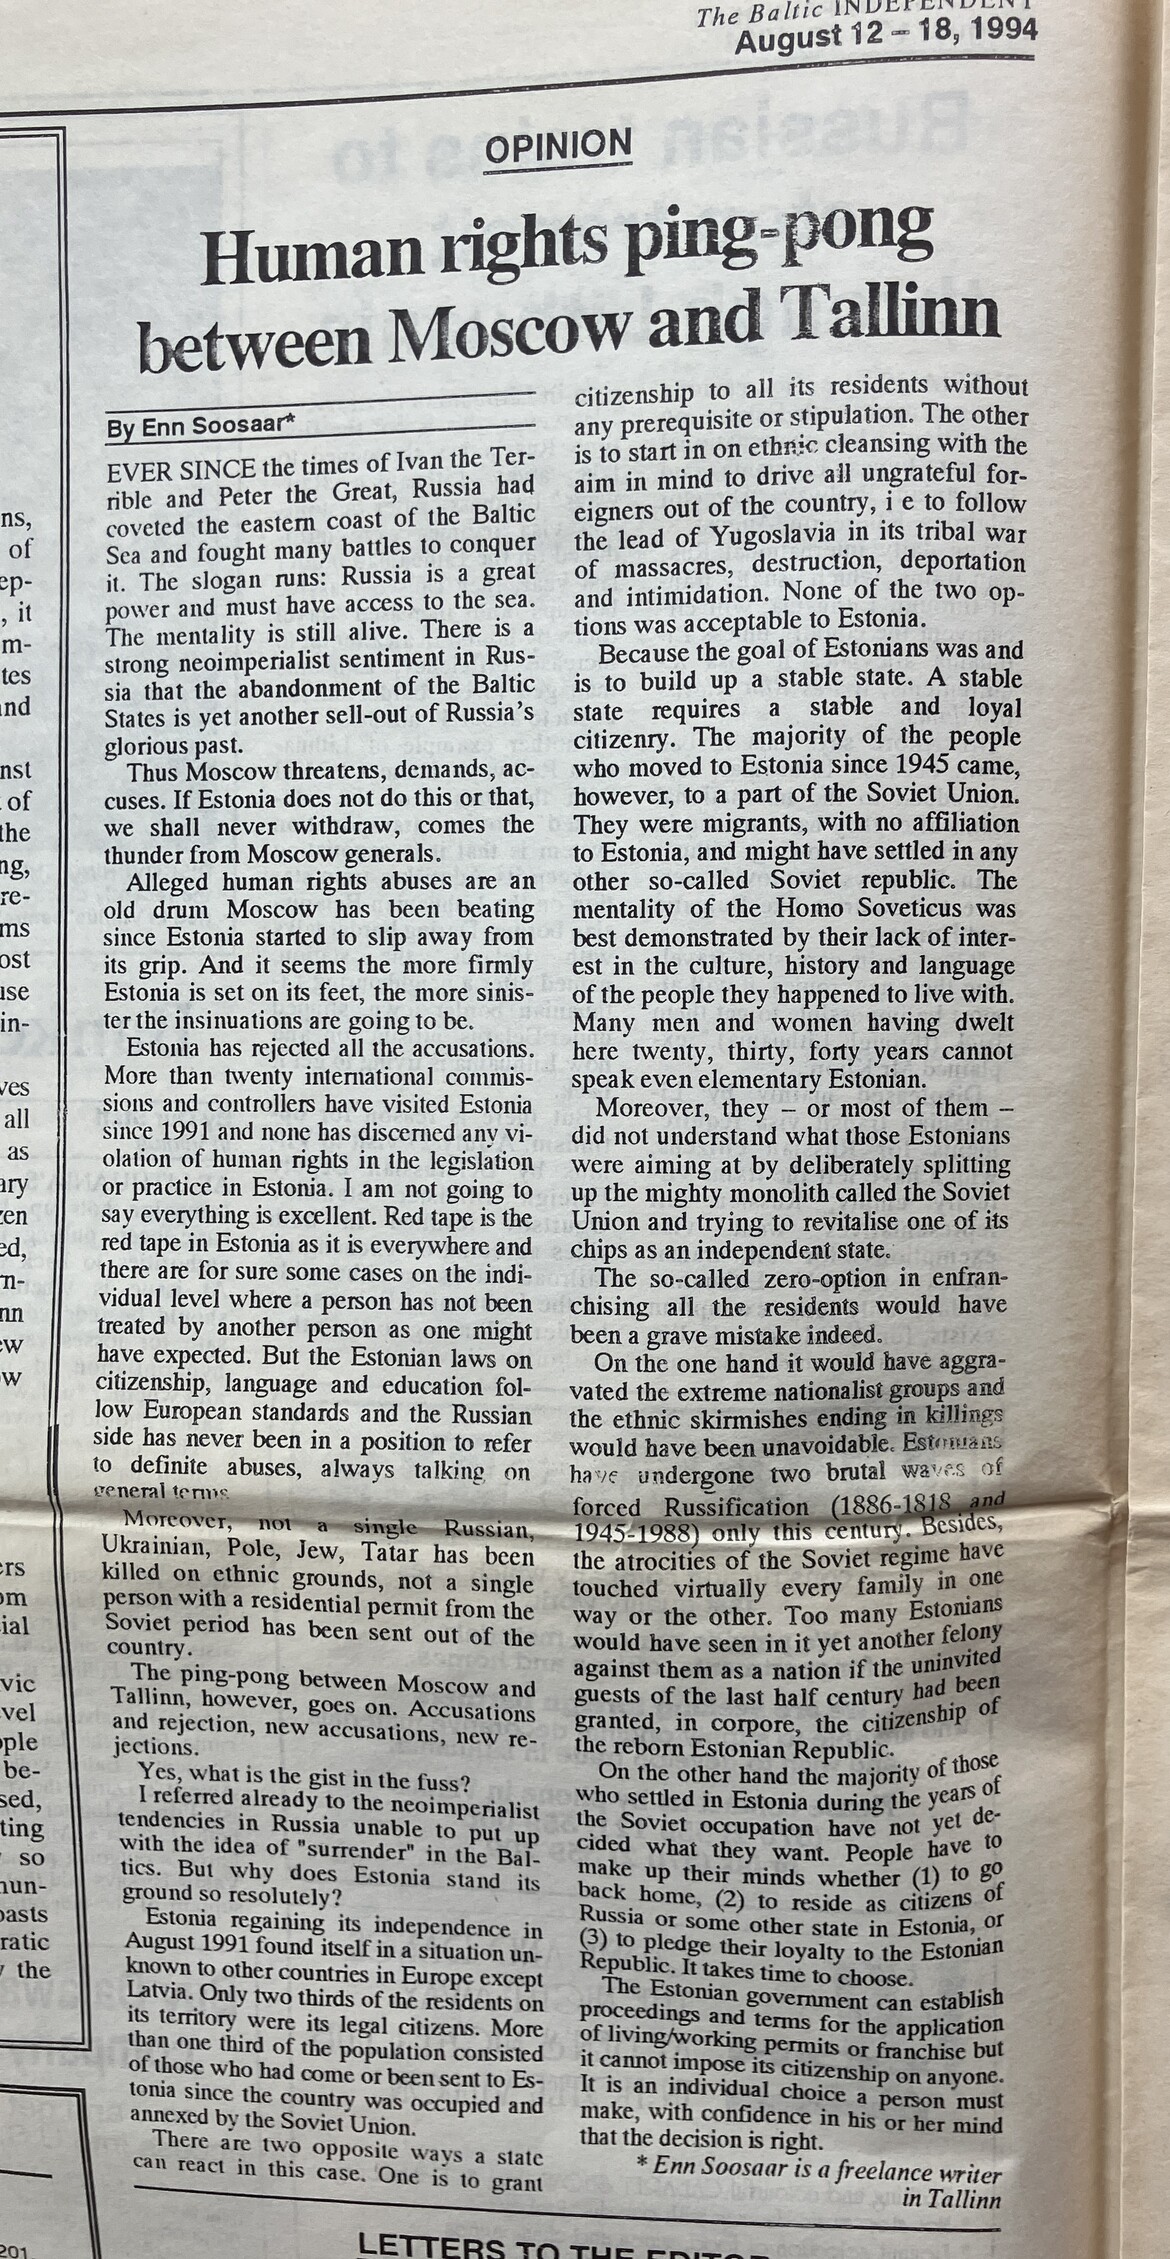 The Baltic INDEPENDENT
August 12 – 18, 1994
OPINION
Human rights ping-pong
between Moscow and Tallinn
By Enn Soosaar*
EVER SINCE the times of Ivan the Ter-
rible and Peter the Great, Russia had
coveted the eastern coast of the Baltic
Sea and fought many battles to conquer
it. The slogan runs: Russia is a great
power and must have access to the sea.
The mentality is still alive. There is a
strong neoimperialist sentiment in Rus-
sia that the abandonment of the Baltic
States is yet another sell-out of Russia's
glorious past.
Thus Moscow threatens, demands, ac-
cuses. If Estonia does not do this or that,
we shall never withdraw, comes the
thunder from Moscow generals.
Alleged human rights abuses are an
old drum Moscow has been beating
since Estonia started to slip away from
its grip. And it seems the more firmly
Estonia is set on its feet, the more sinis-
ter the insinuations are going to be.
Estonia has rejected all the accusations.
More than twenty international commis-
sions and controllers have visited Estonia
since 1991 and none has discerned any vi-
olation of human rights in the legislation
or practice in Estonia. I am not going to
say everything is excellent. Red tape is the
red tape in Estonia as it is everywhere and
there are for sure some cases on the indi-
vidual level where a person has not been
treated by another person as one might
have expected. But the Estonian laws on
citizenship, language and education fol-
low European standards and the Russian
side has never been in a position to refer
to definite abuses, always talking on
general terms
Moreover, not a single Russian,
Ukrainian, Pole, Jew, Tatar has been
killed on ethnic grounds, not a single
person with a residential permit from the
Soviet period has been sent out of the
country.
The ping-pong between Moscow and
Tallinn, however, goes on. Accusations
and rejection, new accusations, new re-
jections.
Yes, what is the gist in the fuss?
I referred already to the neoimperialist
tendencies in Russia unable to put up
with the idea of "surrender" in the Bal-
tics. But why does Estonia stand its
ground so resolutely?
Estonia regaining its independence in
August 1991 found itself in a situation un-
known to other countries in Europe except
Latvia. Only two thirds of the residents on
its territory were its legal citizens. More
than one third of the population consisted
of those who had come or been sent to Es-
tonia since the country was occupied and
annexed by the Soviet Union.
There are two opposite ways a state
can react in this case. One is to grant
citizenship to all its residents without
any prerequisite or stipulation. The other
is to start in on ethnic cleansing with the
aim in mind to drive all ungrateful for-
eigners out of the country, i e to follow
the lead of Yugoslavia in its tribal war
of massacres, destruction, deportation
and intimidation. None of the two op-
tions was acceptable to Estonia.
Because the goal of Estonians was and
is to build up a stable state. A stable
state requires a stable and loyal
citizenry. The majority of the people
who moved to Estonia since 1945 came,
however, to a part of the Soviet Union.
They were migrants, with no affiliation
to Estonia, and might have settled in any
other so-called Soviet republic. The
mentality of the Homo Soveticus was
best demonstrated by their lack of inter-
est in the culture, history and language
of the people they happened to live with.
Many men and women having dwelt
here twenty, thirty, forty years cannot
speak even elementary Estonian.
Moreover, they – or most of them –
did not understand what those Estonians
were aiming at by deliberately splitting
up the mighty monolith called the Soviet
Union and trying to revitalise one of its
chips as an independent state.
The so-called zero-option in enfran-
chising all the residents would have
been a grave mistake indeed.
On the one hand it would have aggra-
vated the extreme nationalist groups and
the ethnic skirmishes ending in killings
would have been unavoidable. Estonians
have undergone two brutal waves of
forced Russification (1886-1818 and
1945-1988) only this century. Besides,
the atrocities of the Soviet regime have
touched virtually every family in one
way or the other. Too many Estonians
would have seen in it yet another felony
against them as a nation if the uninvited
guests of the last half century had been
granted, in corpore, the citizenship of
the reborn Estonian Republic.
On the other hand the majority of those
who settled in Estonia during the years of
the Soviet occupation have not yet de-
cided what they want. People have to
make up their minds whether (1) to go
back home, (2) to reside as citizens of
Russia or some other state in Estonia, or
(3) to pledge their loyalty to the Estonian
Republic. It takes time to choose.
The Estonian government can establish
proceedings and terms for the application
of living/working permits or franchise but
it cannot impose its citizenship on anyone.
It is an individual choice a person must
make, with confidence in his or her mind
that the decision is right.
* Enn Soosaar is a freelance writer
in Tallinn
LETTERS TO THE EDITOR